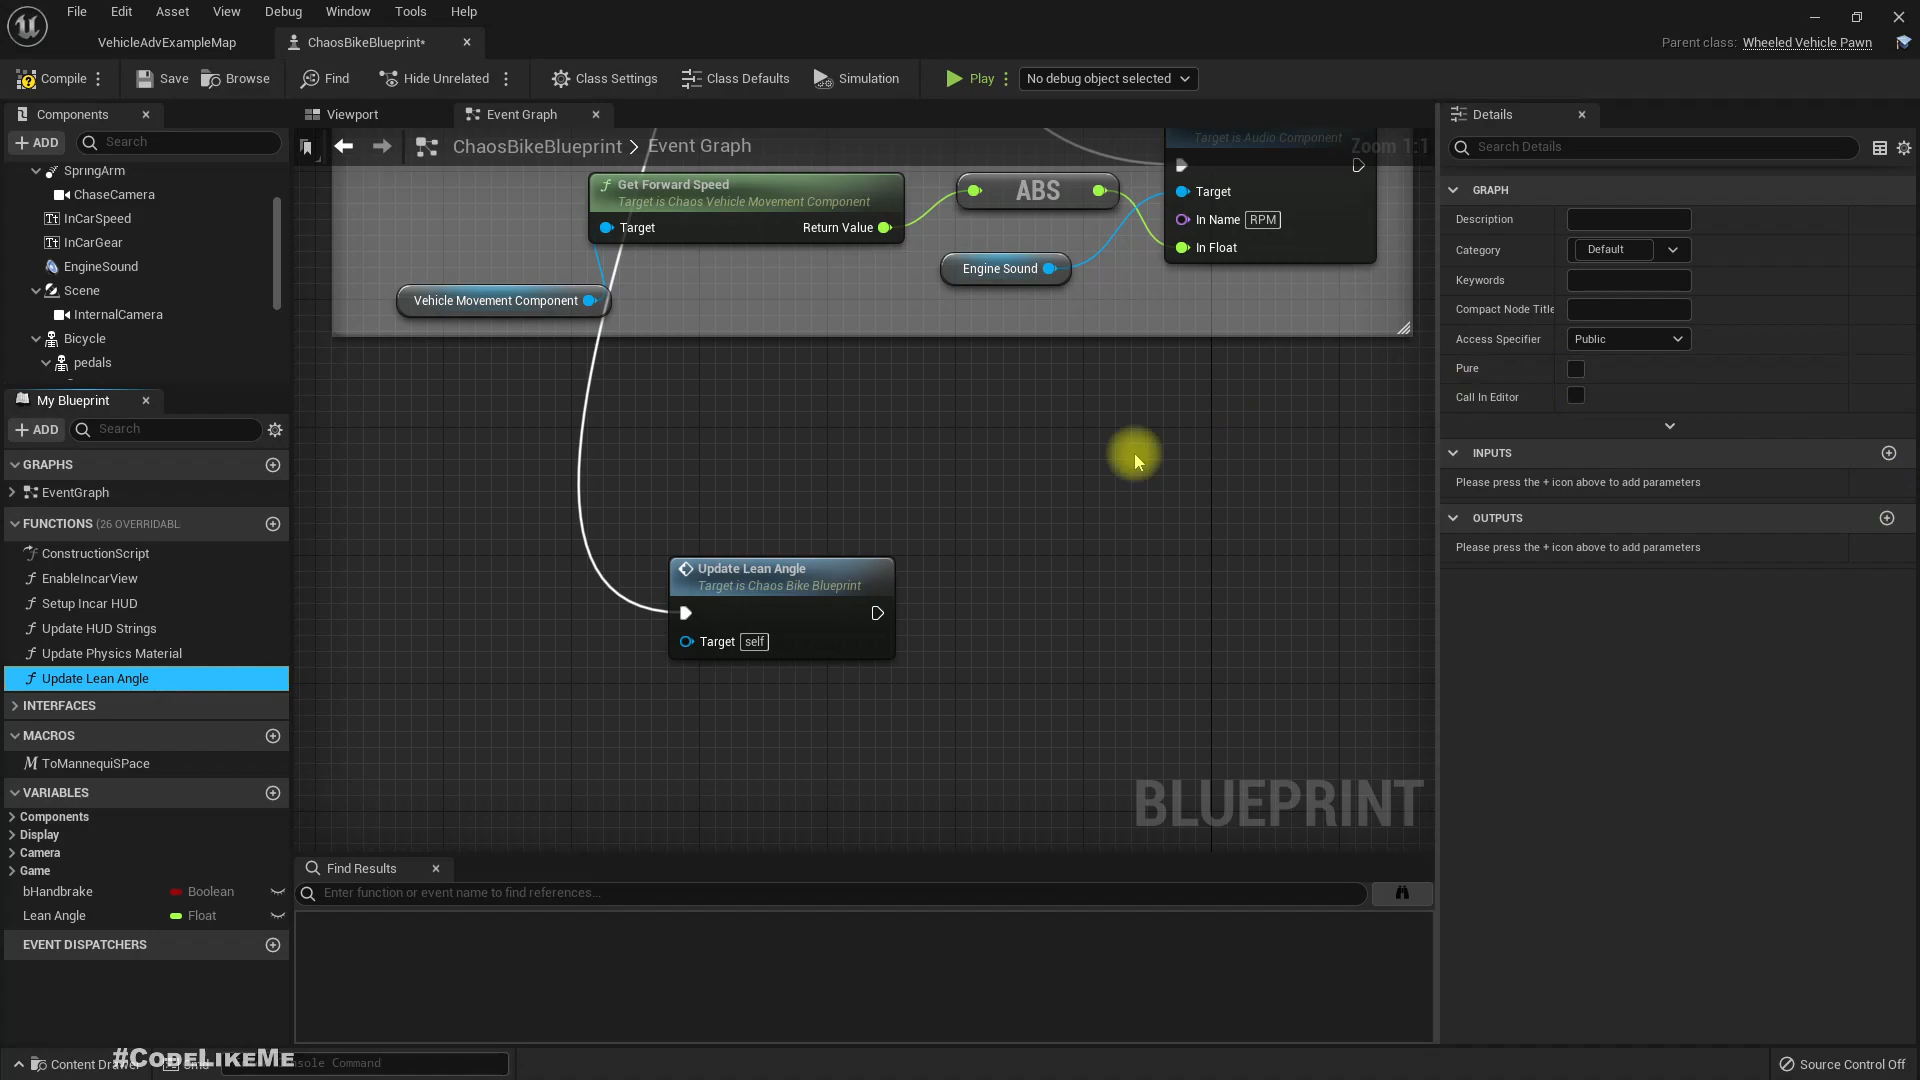 File Edit Asset View Debug Window Tools Help
VehicleAdvExampleMap
ChaosBikeBlueprint*
Parent class: Wheeled Vehicle Pawn
Compile
Save
Browse
Find
Hide Unrelated
Class Settings
Class Defaults
Simulation
Play
No debug object selected
Components
ADD
Search
SpringArm
ChaseCamera
InCarSpeed
InCarGear
EngineSound
Scene
InternalCamera
Bicycle
pedals
My Blueprint
ADD
Search
GRAPHS
EventGraph
FUNCTIONS (26 OVERRIDABL
ConstructionScript
EnableIncarView
Setup Incar HUD
Update HUD Strings
Update Physics Material
Update Lean Angle
INTERFACES
MACROS
ToMannequiSPace
VARIABLES
Components
Display
Camera
Game
bHandbrake Boolean
Lean Angle Float
EVENT DISPATCHERS
Viewport
Event Graph
ChaosBikeBlueprint > Event Graph
Zoom 1:1
Target is Audio Component
Target
In Name RPM
In Float
Get Forward Speed
Target is Chaos Vehicle Movement Component
Target
Return Value
ABS
Engine Sound
Vehicle Movement Component
Update Lean Angle
Target is Chaos Bike Blueprint
Target self
BLUEPRINT
Find Results
Enter function or event name to find references...
Details
Search Details
GRAPH
Description
Category Default
Keywords
Compact Node Title
Access Specifier Public
Pure
Call In Editor
INPUTS
Please press the + icon above to add parameters
OUTPUTS
Please press the + icon above to add parameters
Content Drawer
#CodeLikeMe
Console Command
Source Control Off